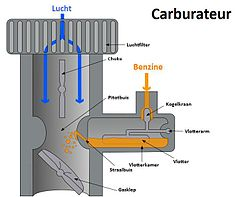 Carburateur
Lucht
Luchtfilter
Choke
Benzine
Kogelkraan
Pitotbuis
Vlotterarm
Straalbuis
Vlotterkamer
Vlotter
Gasklep